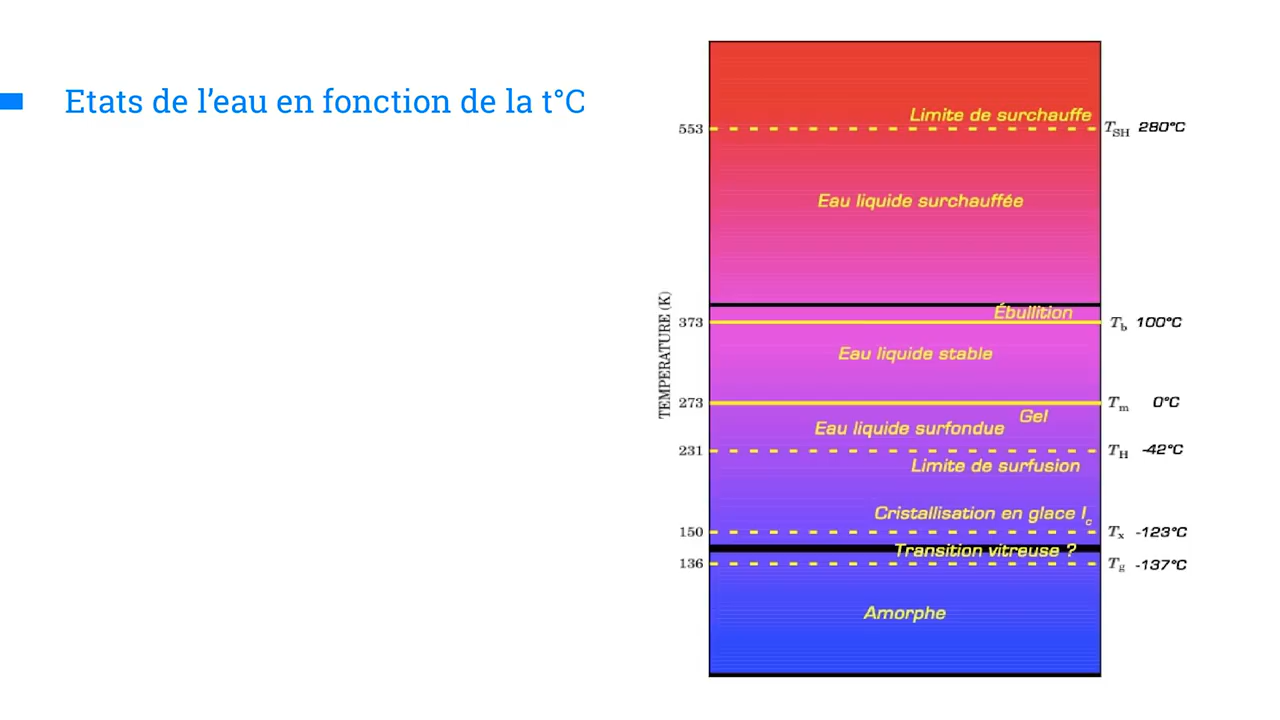 Etats de l’eau en fonction de la t°C
TEMPERATURE (K)
Limite de surchauffe
553 T_SH 280°C
Eau liquide surchauffée
Ébullition
373 T_b 100°C
Eau liquide stable
273 T_m 0°C
Gel
Eau liquide surfondue
231 T_H -42°C
Limite de surfusion
Cristallisation en glace I_c
150 T_x -123°C
Transition vitreuse ?
136 T_g -137°C
Amorphe